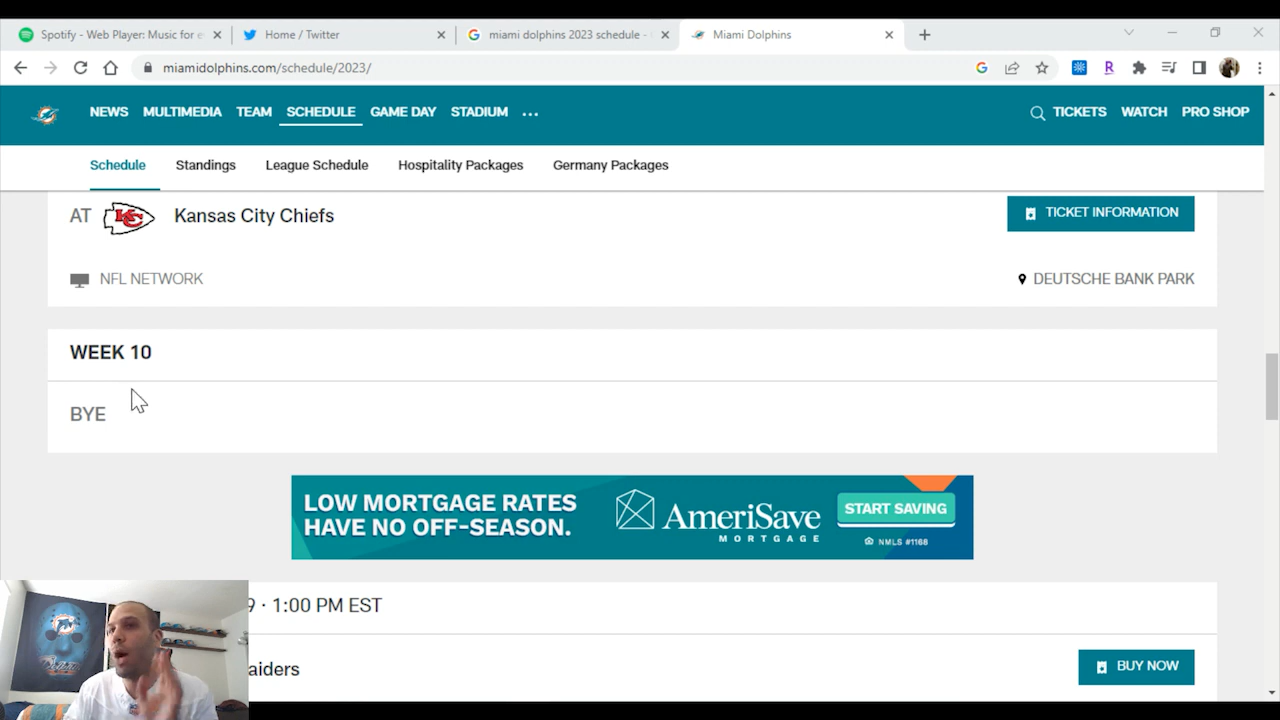 Spotify - Web Player: Music for e
Home / Twitter
miami dolphins 2023 schedule -
Miami Dolphins
miamidolphins.com/schedule/2023/
NEWS MULTIMEDIA TEAM SCHEDULE GAME DAY STADIUM ...
TICKETS WATCH PRO SHOP
Schedule Standings League Schedule Hospitality Packages Germany Packages
AT KC Kansas City Chiefs
TICKET INFORMATION
NFL NETWORK
DEUTSCHE BANK PARK
WEEK 10
BYE
LOW MORTGAGE RATES
HAVE NO OFF-SEASON.
AmeriSave
MORTGAGE
START SAVING
NMLS #1168
9 · 1:00 PM EST
aiders
BUY NOW